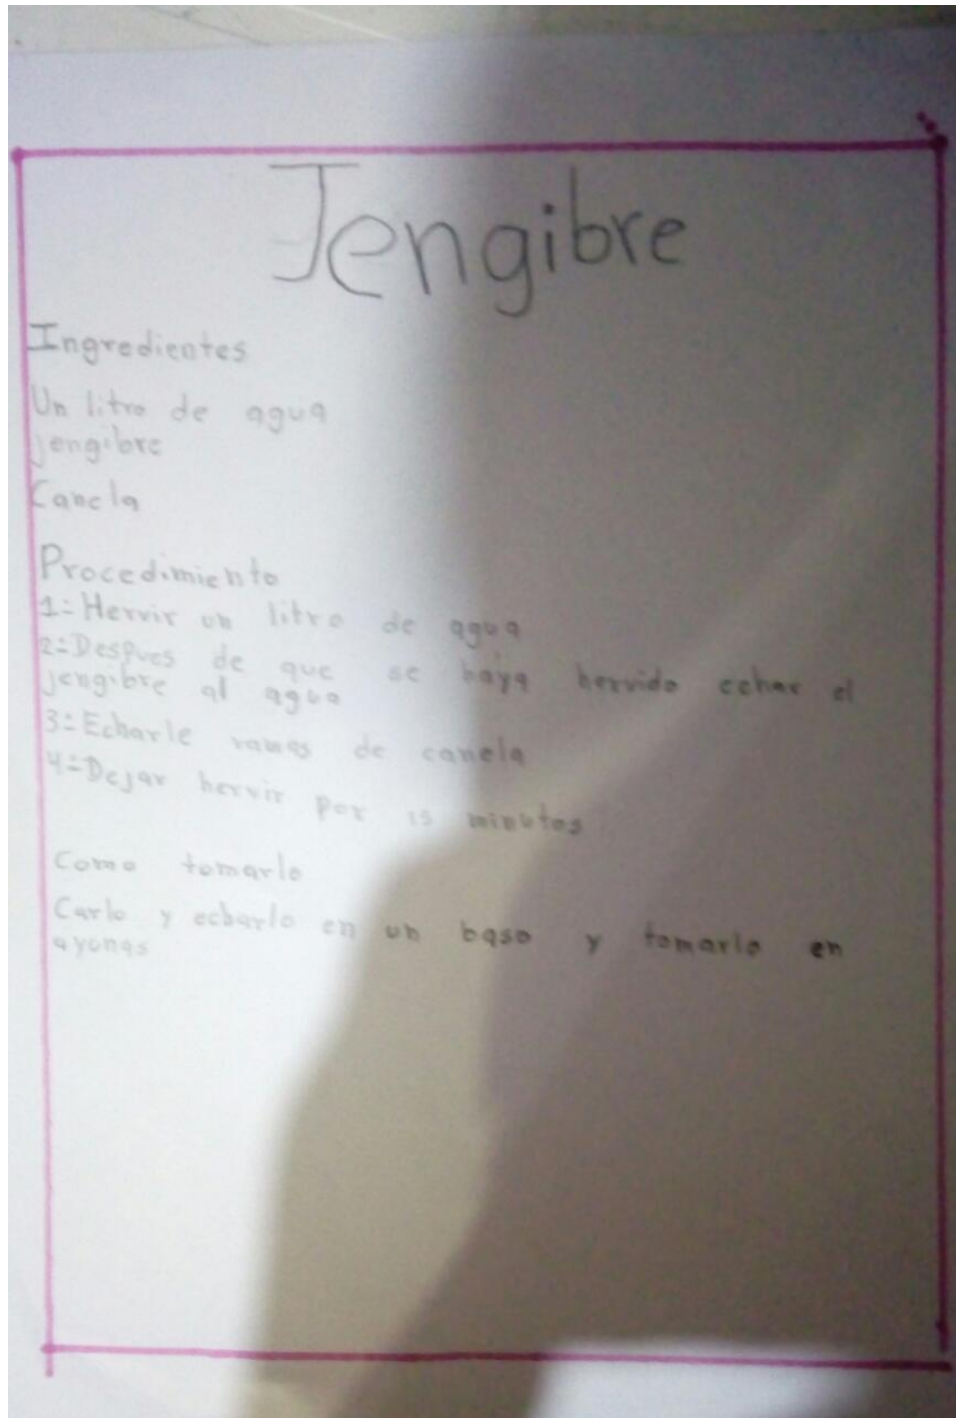 Jengibre
Ingredientes
Un litro de agua
jengibre
Canela
Procedimiento
1=Hervir un litro de agua
2=Despues de que se baya hervido echar el
jengibre al agua
3=Echarle ramas de canela
4=Dejar hervir por 15 minutos
Como tomarlo
Carlo y echarlo en un baso y tomarlo en
ayunas